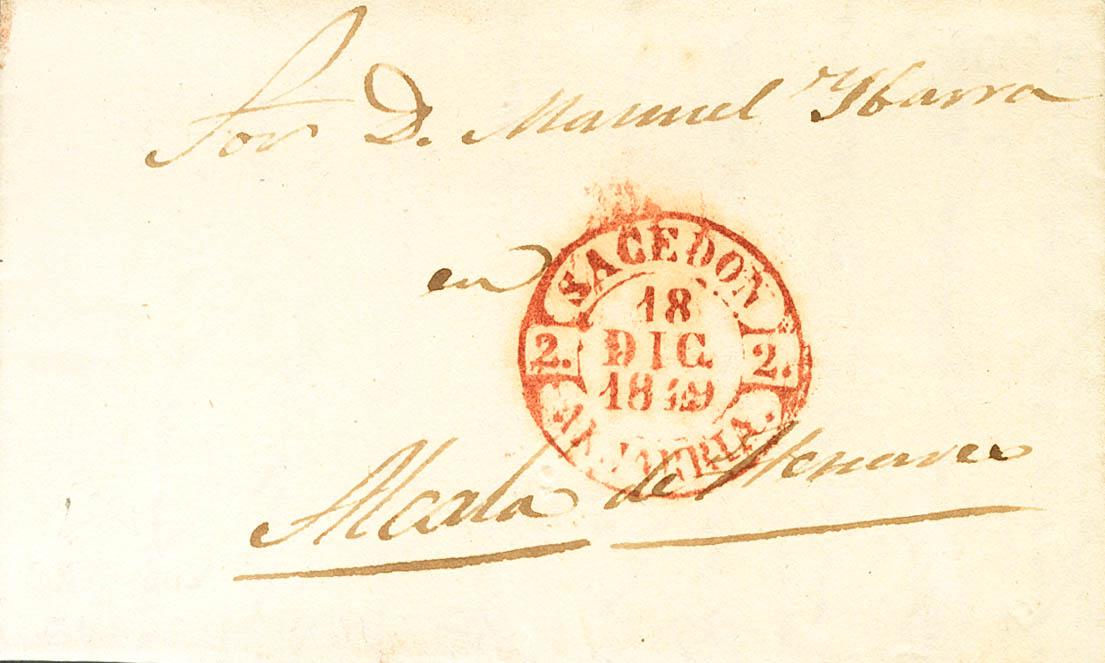 Sor D. Manuel Ybarra
en
SACEDON
2. 18 2.
DIC.
1849
Alcala de Henares